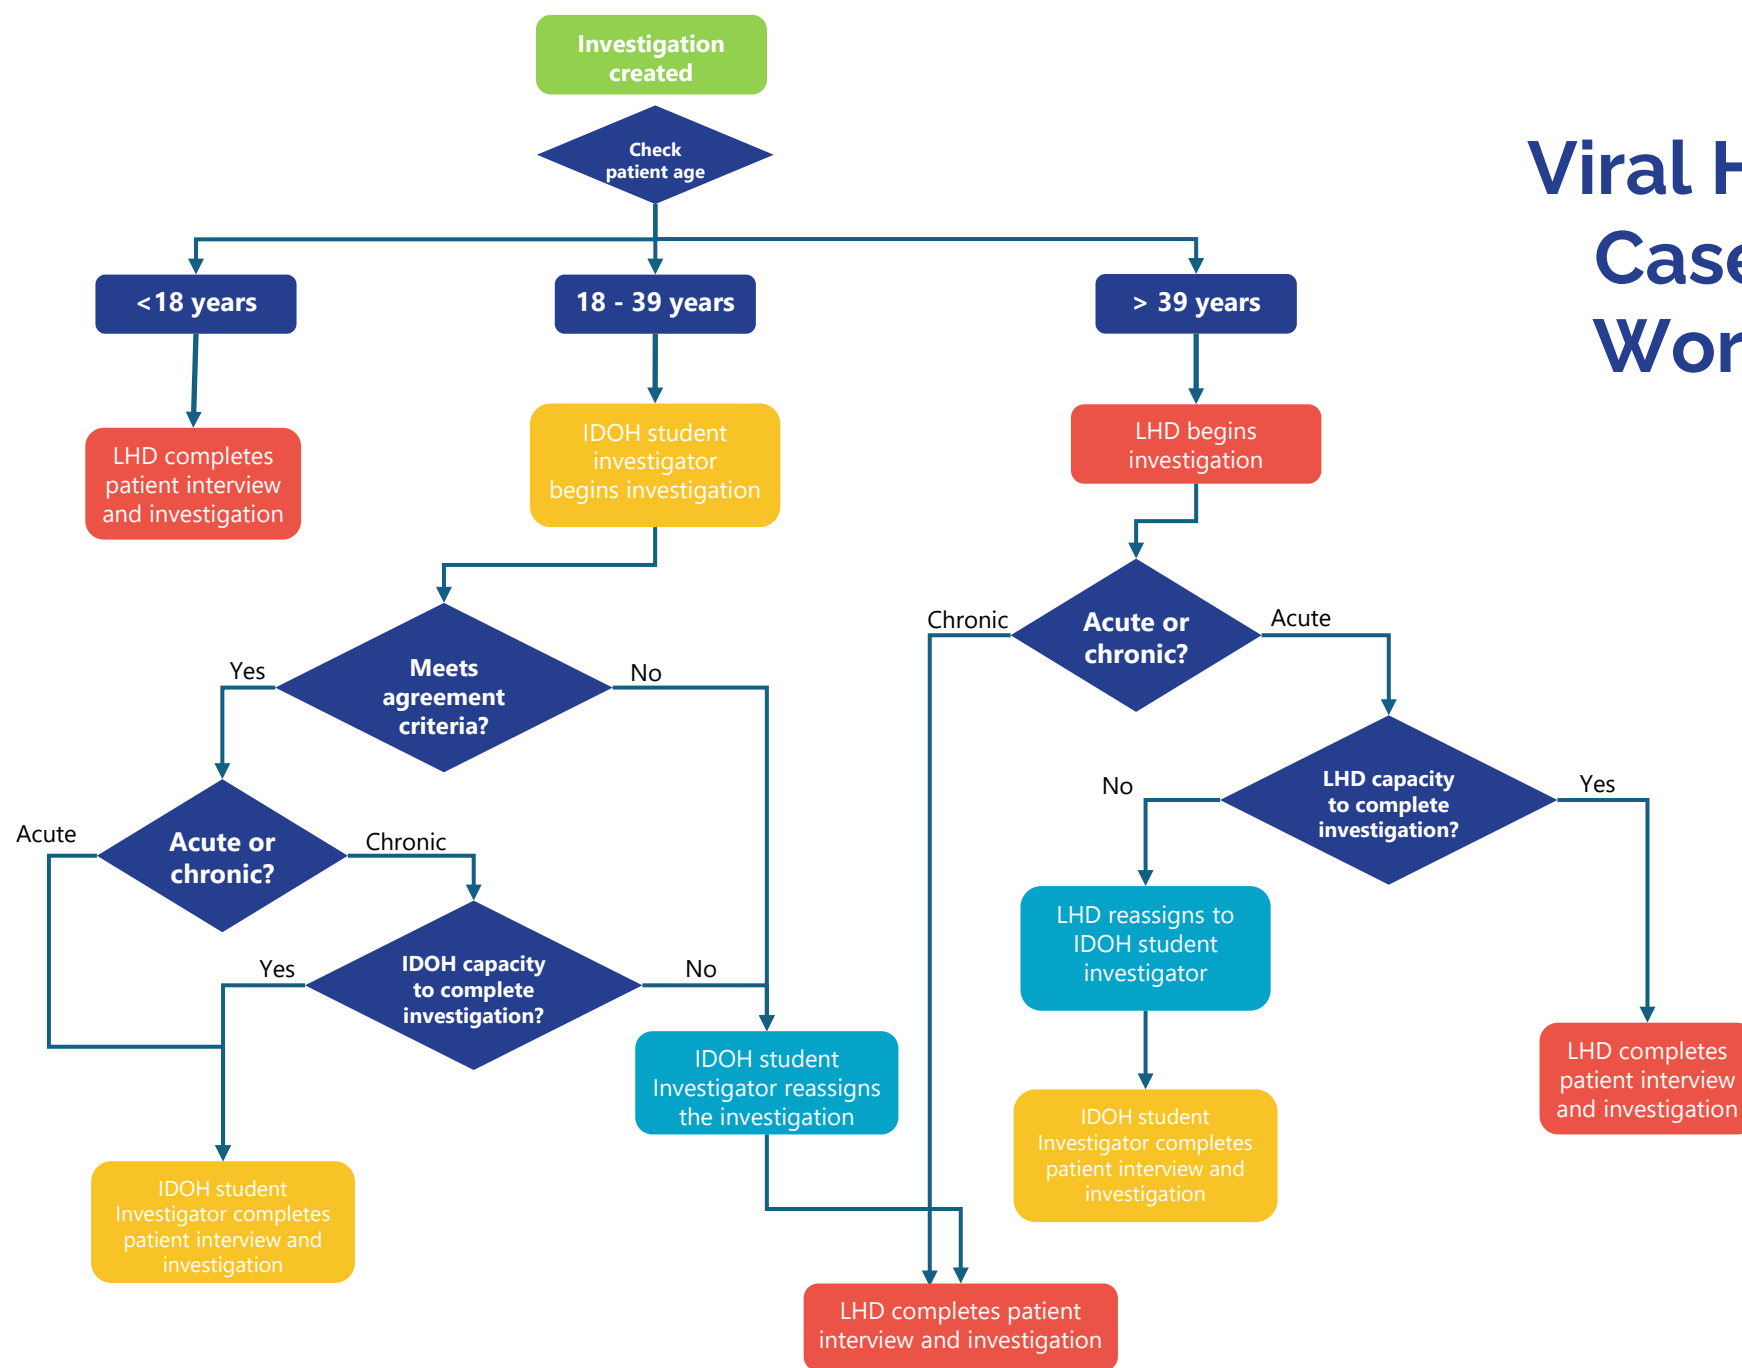 Investigation
created
Check
patient age
Viral H
Case
Wor
<18 years
18 - 39 years
> 39 years
LHD completes
patient interview
and investigation
IDOH student
investigator
begins investigation
LHD begins
investigation
Meets
agreement
criteria?
Yes
No
Acute or
chronic?
Chronic
Acute
Acute or
chronic?
Acute
Chronic
LHD capacity
to complete
investigation?
No
Yes
IDOH capacity
to complete
investigation?
Yes
No
LHD reassigns to
IDOH student
investigator
IDOH student
Investigator reassigns
the investigation
LHD completes
patient interview
and investigation
IDOH student
Investigator completes
patient interview and
investigation
IDOH student
Investigator completes
patient interview and
investigation
LHD completes patient
interview and investigation